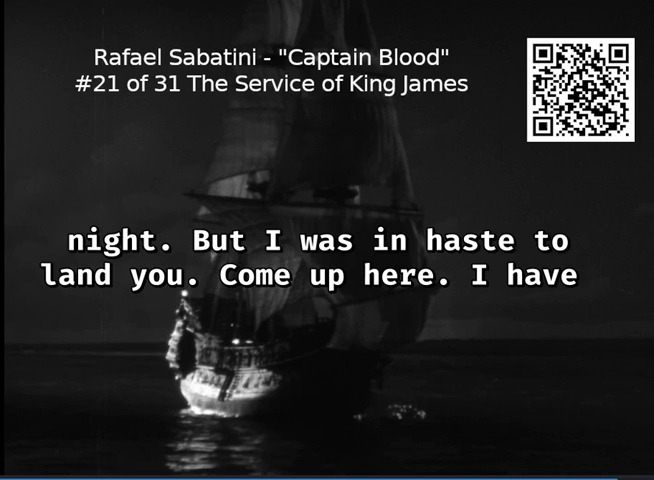 Rafael Sabatini - "Captain Blood"
#21 of 31 The Service of King James
night. But I was in haste to
land you. Come up here. I have